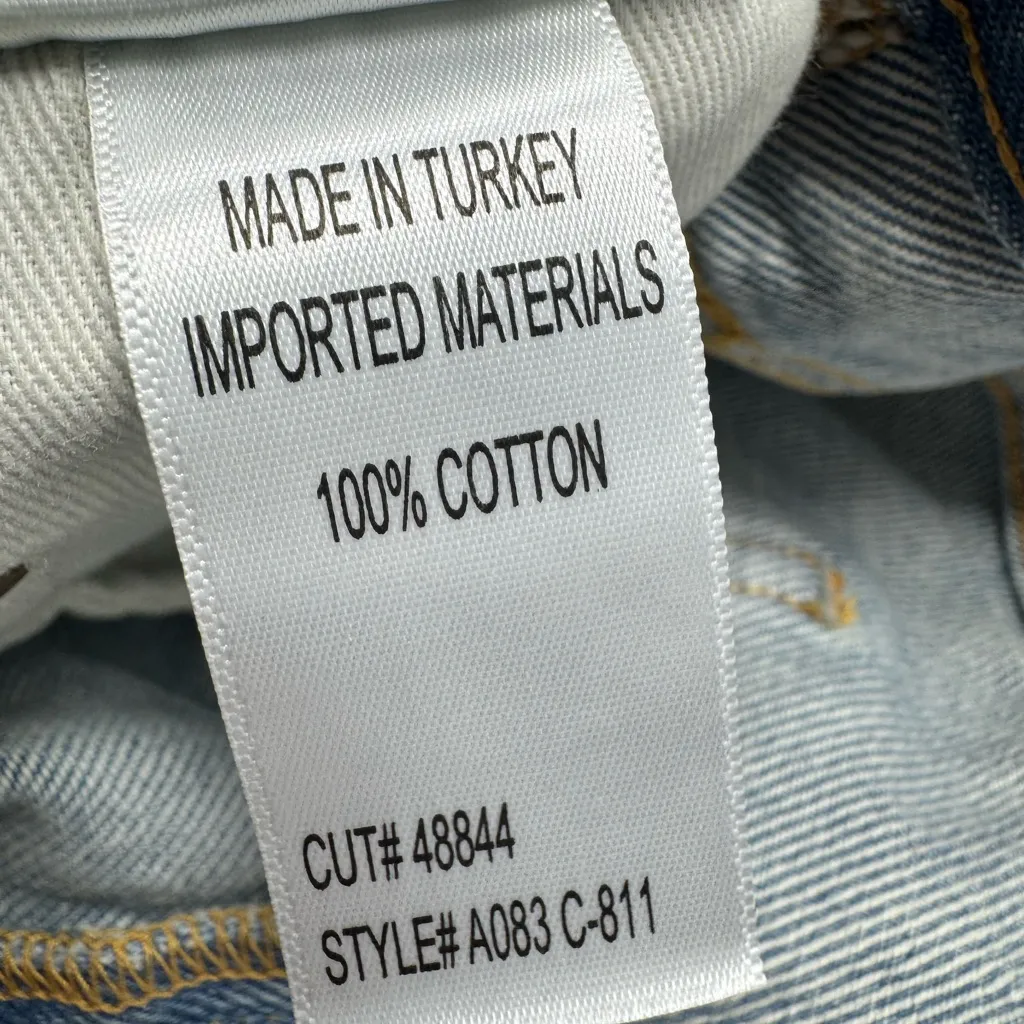 MADE IN TURKEY
IMPORTED MATERIALS
100% COTTON
CUT# 48844
STYLE# A083 C-811